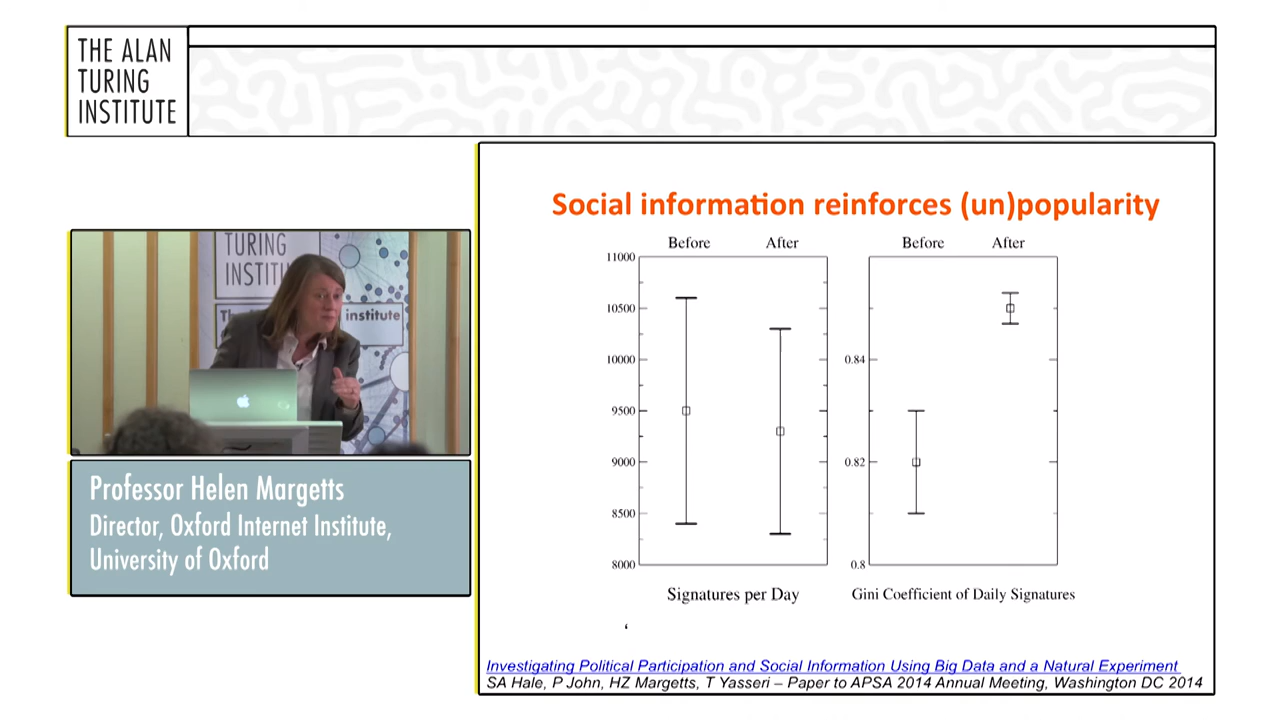 THE ALAN
TURING
INSTITUTE
Social information reinforces (un)popularity
Before
After
Before
After
11000
10500
10000
9500
9000
8500
8000
0.84
0.82
0.8
Signatures per Day
Gini Coefficient of Daily Signatures
Investigating Political Participation and Social Information Using Big Data and a Natural Experiment
SA Hale, P John, HZ Margetts, T Yasseri – Paper to APSA 2014 Annual Meeting, Washington DC 2014
TURING
institute
Professor Helen Margetts
Director, Oxford Internet Institute,
University of Oxford